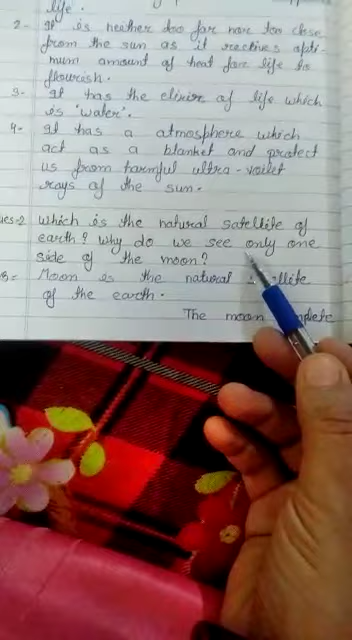 life.
2- It is neither too far nor too close
from the sun as it recieves opti-
mum amount of heat for life to
flourish.
3- It has the elixir of life which
is 'water'.
4- It has a atmosphere which
act as a blanket and protect
us from harmful ultra-voilet
rays of the sun.
ues=2 Which is the natural satellite of
earth? Why do we see only one
side of the moon?
Moon is the natural
of the earth.
The moon